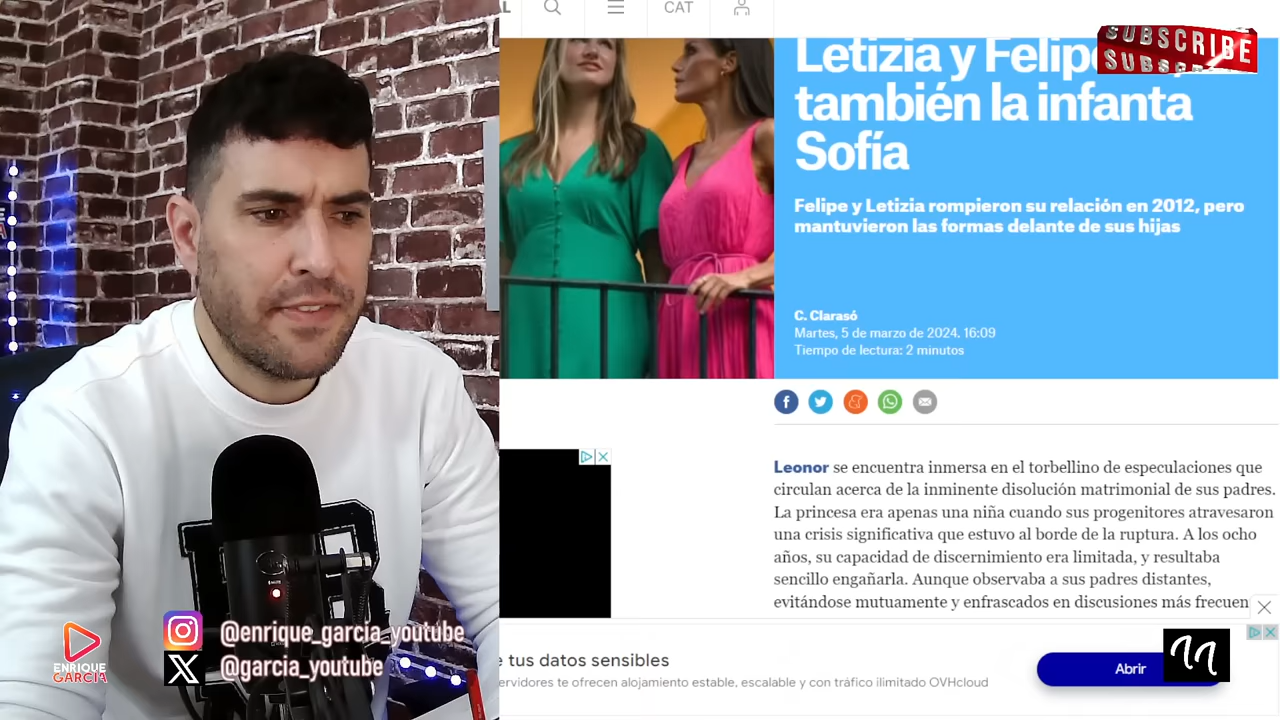 CAT
SUBSCRIBE
Letizia y Felipe
también la infanta
Sofía
Felipe y Letizia rompieron su relación en 2012, pero
mantuvieron las formas delante de sus hijas
C. Clarasó
Martes, 5 de marzo de 2024. 16:09
Tiempo de lectura: 2 minutos
Leonor se encuentra inmersa en el torbellino de especulaciones que
circulan acerca de la inminente disolución matrimonial de sus padres.
La princesa era apenas una niña cuando sus progenitores atravesaron
una crisis significativa que estuvo al borde de la ruptura. A los ocho
años, su capacidad de discernimiento era limitada, y resultaba
sencillo engañarla. Aunque observaba a sus padres distantes,
evitándose mutuamente y enfrascados en discusiones más frecuen
ENRIQUE
GARCIA
@enrique_garcia_youtube
@garcia_youtube
e tus datos sensibles
ervidores te ofrecen alojamiento estable, escalable y con tráfico ilimitado OVHcloud
Abrir